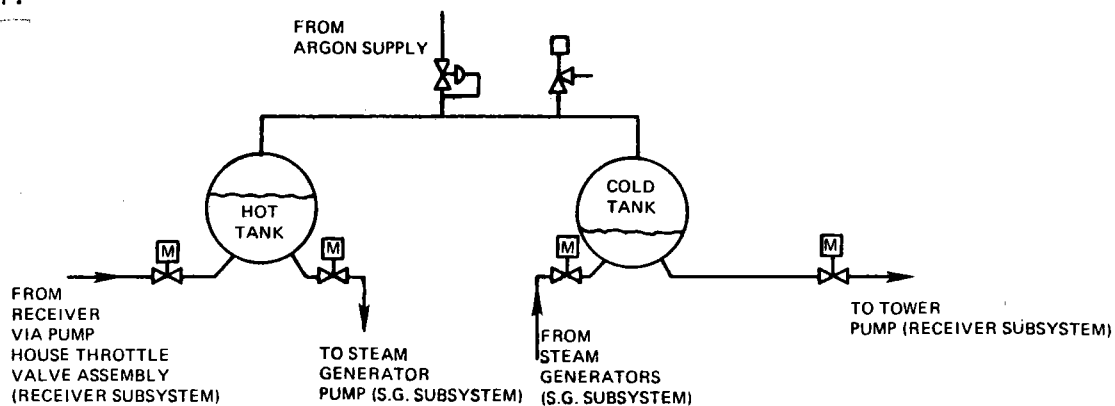 FROM
ARGON SUPPLY
HOT
TANK
COLD
TANK
M
M
M
M
FROM
RECEIVER
VIA PUMP
HOUSE THROTTLE
VALVE ASSEMBLY
(RECEIVER SUBSYSTEM)
TO STEAM
GENERATOR
PUMP (S.G. SUBSYSTEM)
FROM
STEAM
GENERATORS
(S.G. SUBSYSTEM)
TO TOWER
PUMP (RECEIVER SUBSYSTEM)